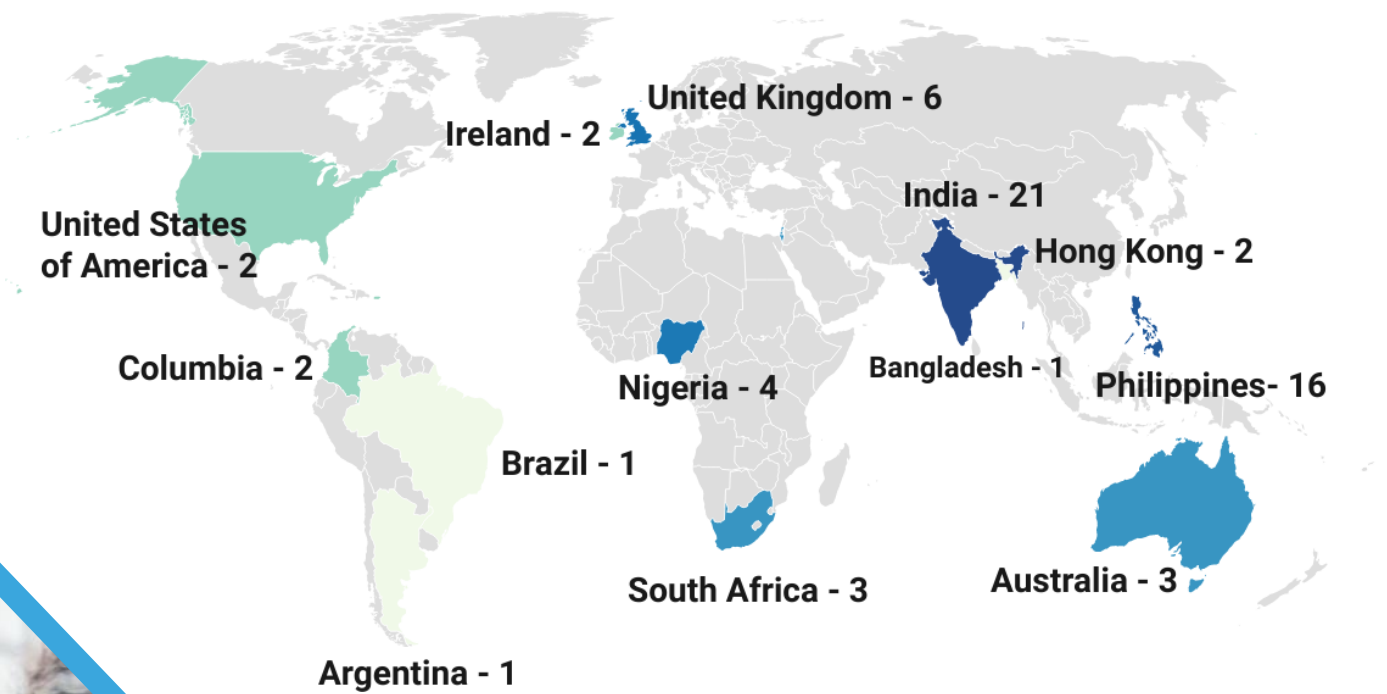 United Kingdom - 6
Ireland - 2
India - 21
United States
of America - 2
Hong Kong - 2
Columbia - 2
Nigeria - 4
Bangladesh - 1
Philippines- 16
Brazil - 1
South Africa - 3
Australia - 3
Argentina - 1